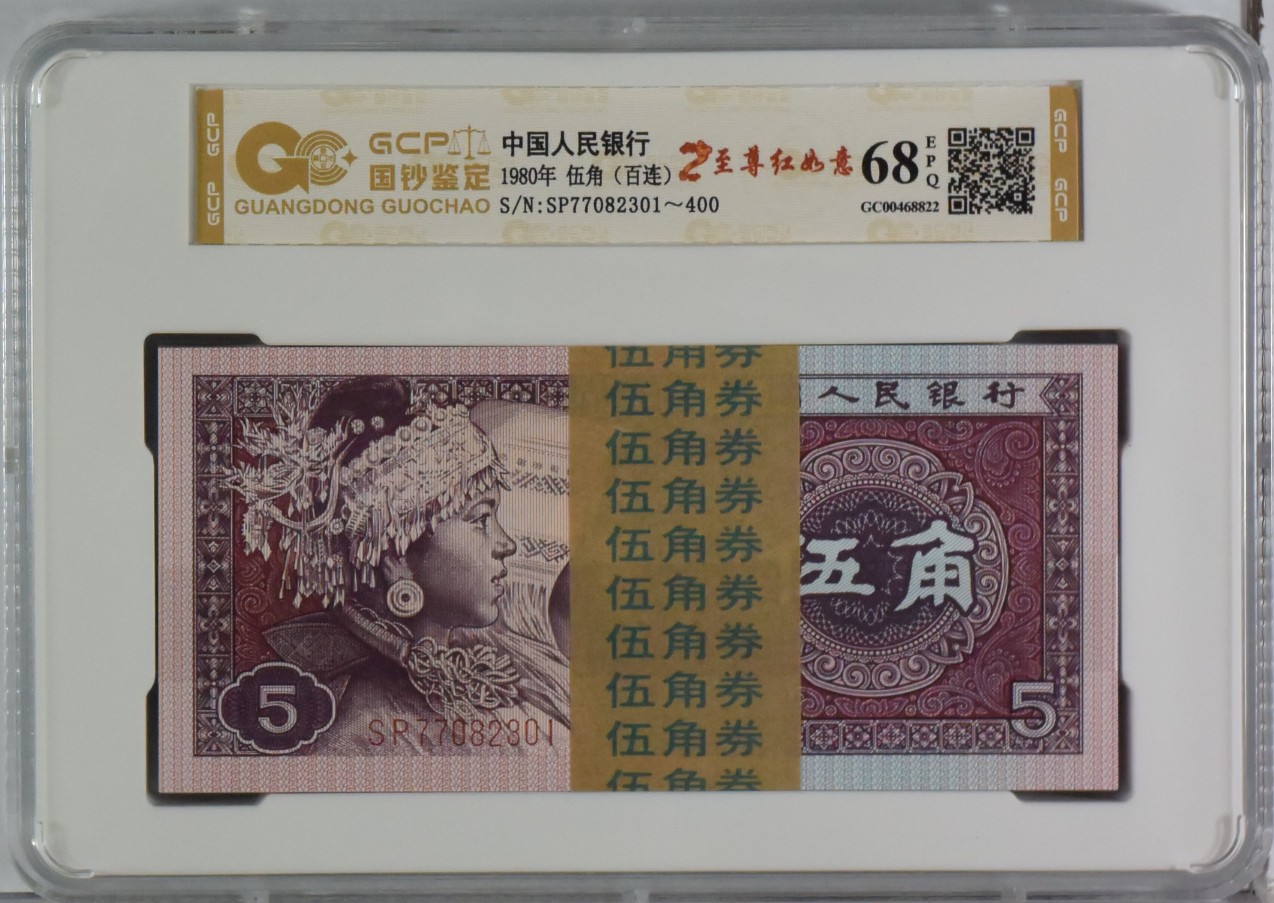 GCP
GCP
GCP
国钞鉴定
GUANGDONG GUOCHAO
中国人民银行
1980年 伍角（百连）
S/N:SP77082301～400
至尊红如意
68
EPQ
GC00468822
GCP
GCP
伍角券
伍角券
伍角券
伍角券
伍角券
伍角券
伍角券
伍角券
伍角券
伍角券
人民银行
五角
5
SP77082301
5